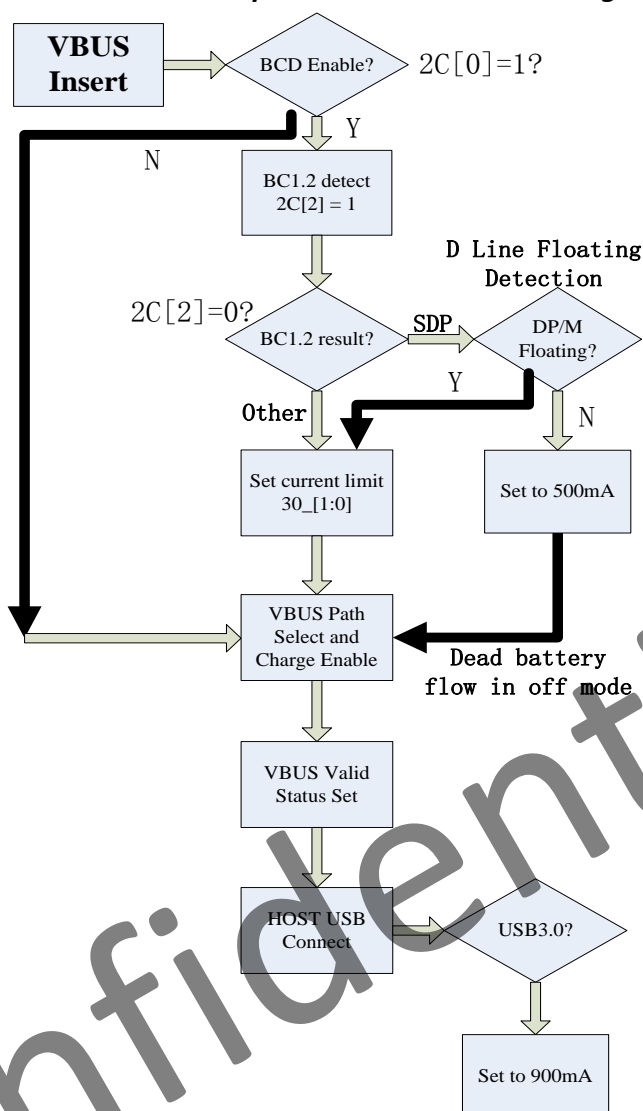 VBUS
Insert
BCD Enable?
2C[0]=1?
Y
N
BC1.2 detect
2C[2] = 1
D Line Floating
Detection
2C[2]=0?
BC1.2 result?
SDP
DP/M
Floating?
Y
N
Other
Set current limit
30_[1:0]
Set to 500mA
VBUS Path
Select and
Charge Enable
Dead battery
flow in off mode
VBUS Valid
Status Set
HOST USB
Connect
USB3.0?
Set to 900mA